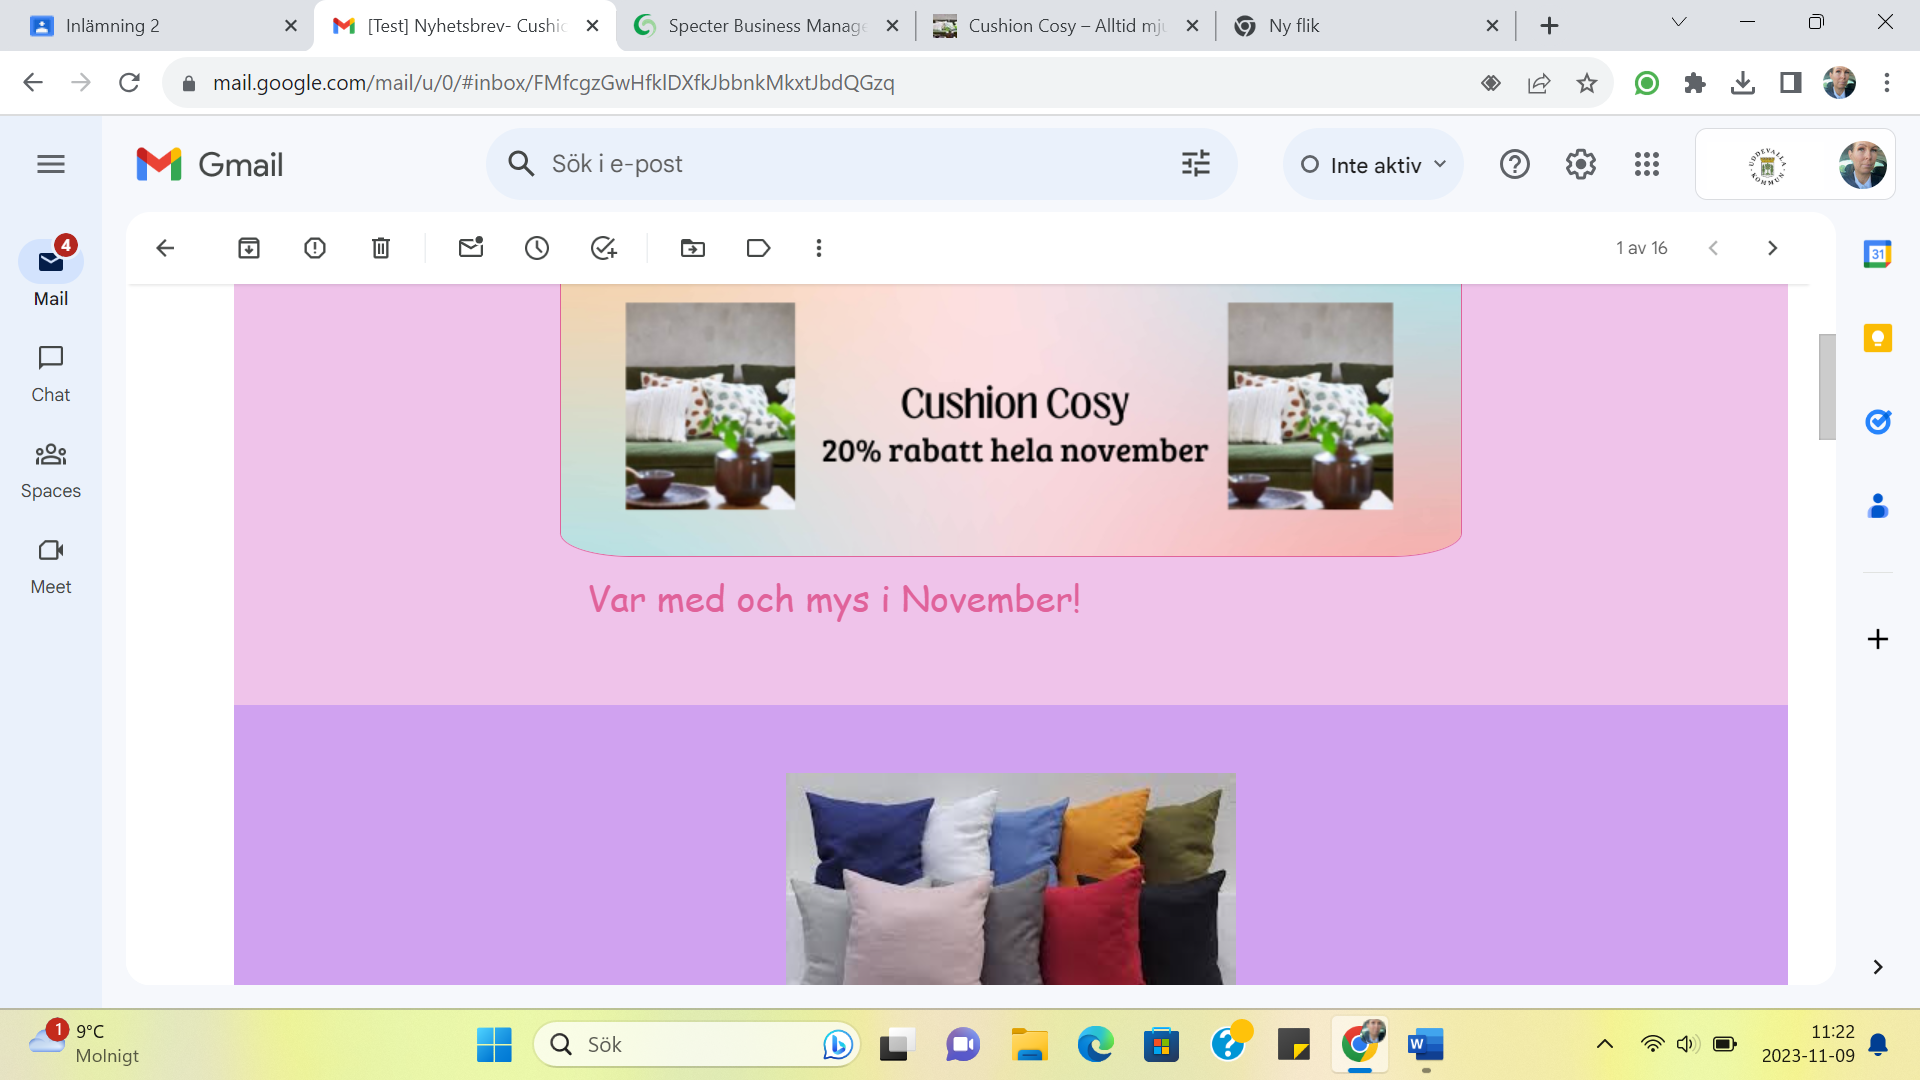 Inlämning 2
[Test] Nyhetsbrev- Cushic
Specter Business Manage
Cushion Cosy – Alltid mju
Ny flik
mail.google.com/mail/u/0/#inbox/FMfcgzGwHfklDXfkJbbnkMkxtJbdQGzq
Gmail
Sök i e-post
Inte aktiv
UDDEVALLA KOMMUN
4
Mail
1 av 16
31
Chat
Spaces
Meet
Cushion Cosy
20% rabatt hela november
Var med och mys i November!
1
9°C
Molnigt
Sök
W
11:22
2023-11-09